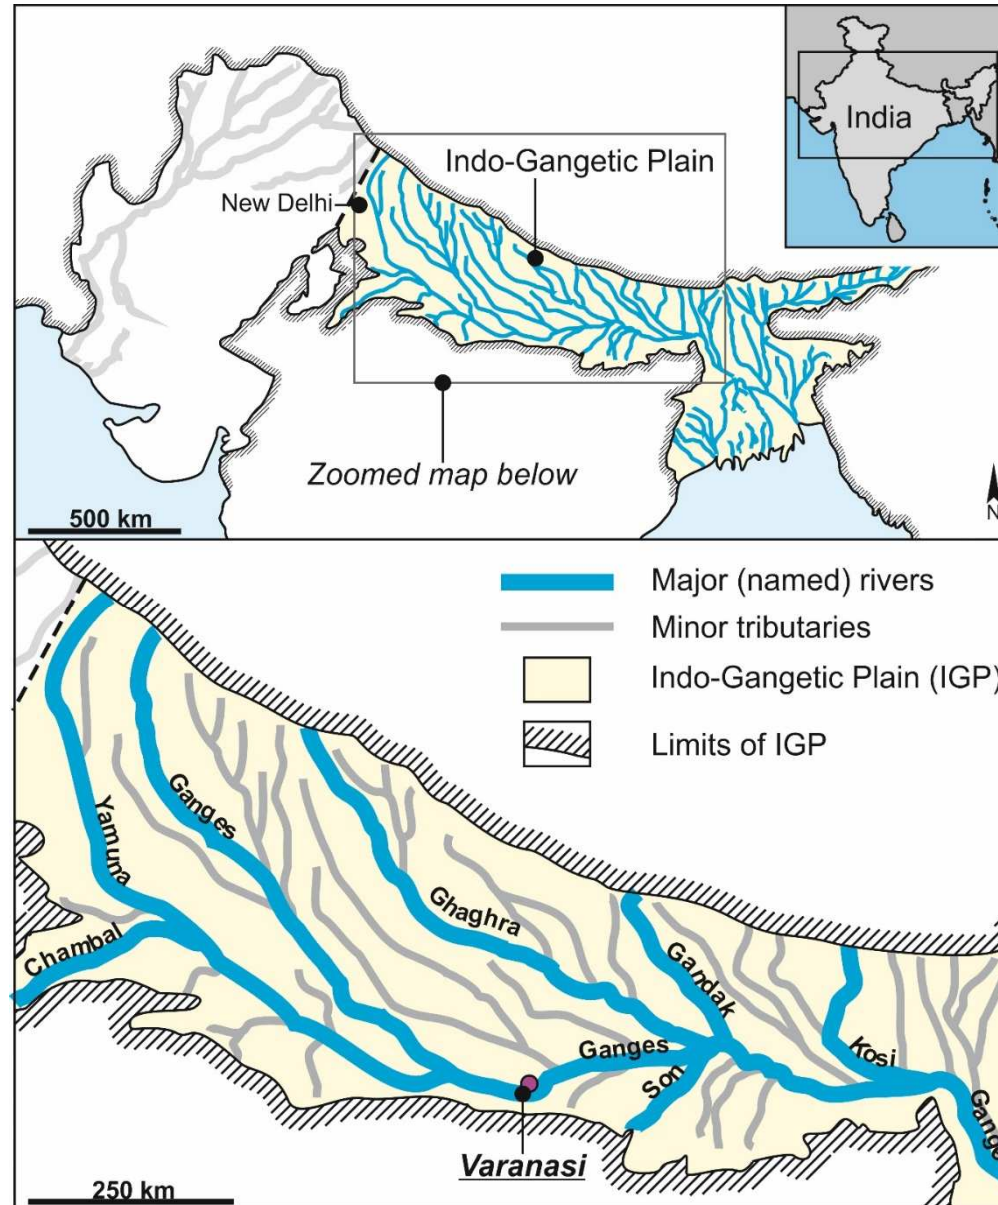 India
Indo-Gangetic Plain
New Delhi
Zoomed map below
500 km
N
Major (named) rivers
Minor tributaries
Indo-Gangetic Plain (IGP)
Limits of IGP
Yamuna
Ganges
Ghaghra
Chambal
Gandak
Ganges
Son
Kosi
Gange
Varanasi
250 km